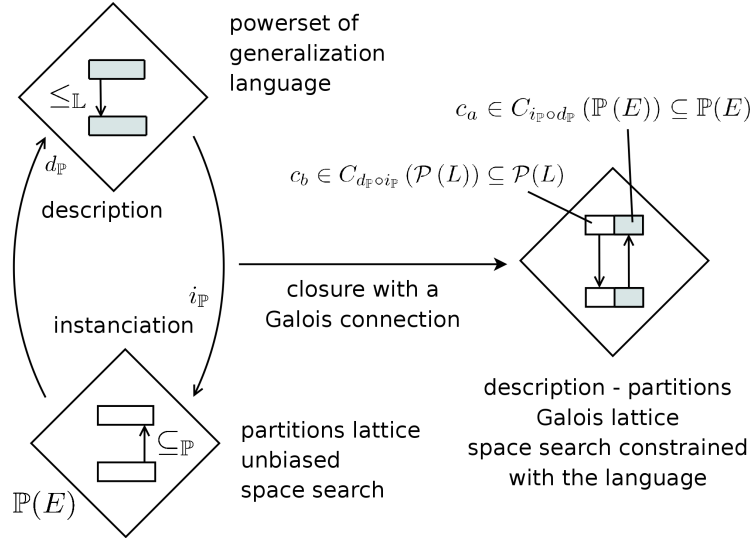 powerset of
generalization
language
≤𝕃
d_ℙ
description
i_ℙ
instanciation
⊆_ℙ
ℙ(E)
partitions lattice
unbiased
space search
closure with a
Galois connection
c_a ∈ C_{i_ℙ∘d_ℙ} (ℙ (E)) ⊆ ℙ(E)
c_b ∈ C_{d_ℙ∘i_ℙ} (𝒫 (L)) ⊆ 𝒫(L)
description - partitions
Galois lattice
space search constrained
with the language